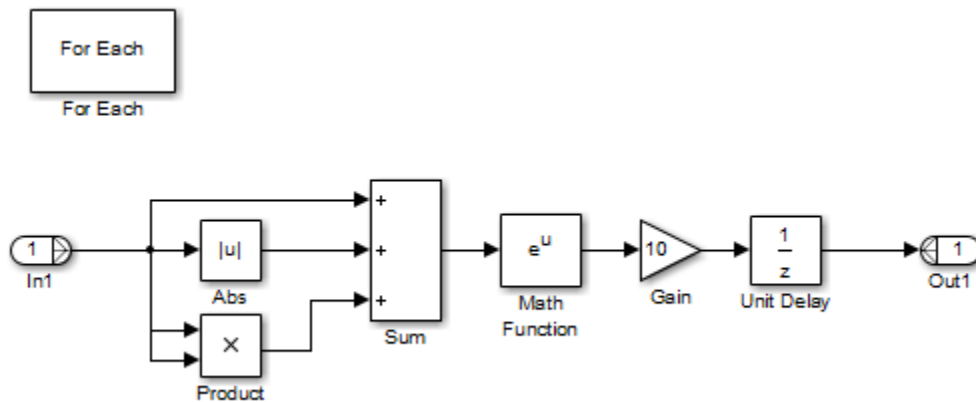 For Each
For Each
1
In1
|u|
Abs
×
Product
+
+
+
Sum
e^u
Math
Function
10
Gain
1
z
Unit Delay
1
Out1